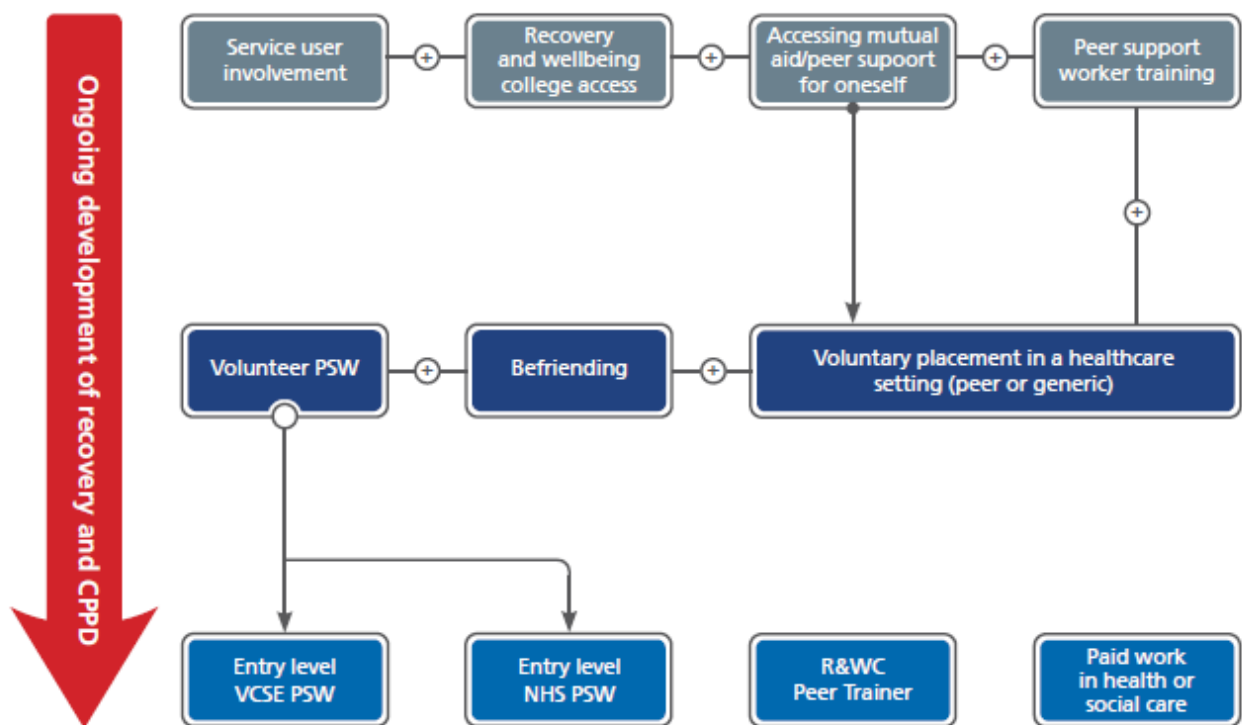 Ongoing development of recovery and CPPD
Service user
involvement
+
Recovery
and wellbeing
college access
+
Accessing mutual
aid/peer supoort
for oneself
+
Peer support
worker training
+
Volunteer PSW
+
Befriending
+
Voluntary placement in a healthcare
setting (peer or generic)
Entry level
VCSE PSW
Entry level
NHS PSW
R&WC
Peer Trainer
Paid work
in health or
social care